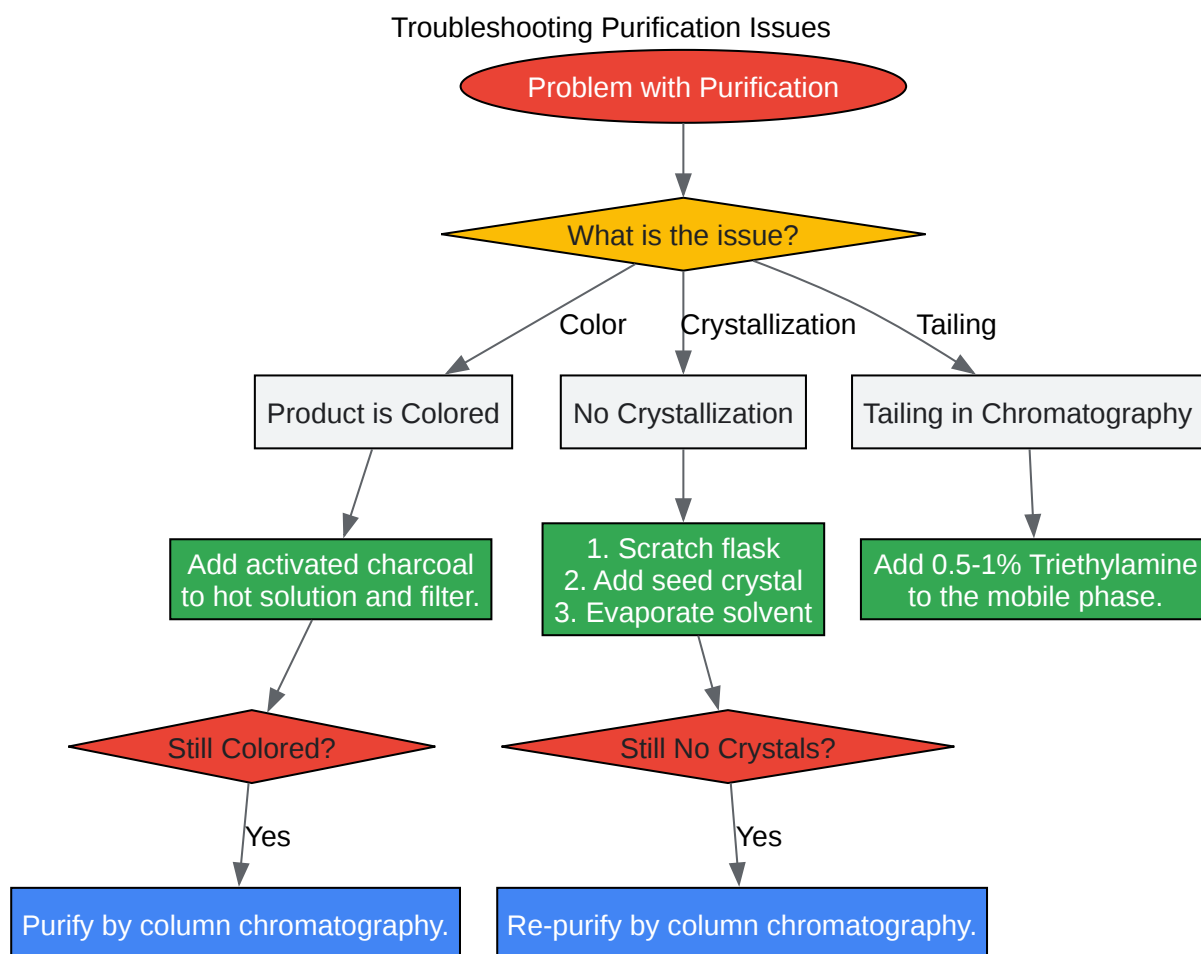 Troubleshooting Purification Issues
Problem with Purification
What is the issue?
Color
Crystallization
Tailing
Product is Colored
No Crystallization
Tailing in Chromatography
Add activated charcoal
to hot solution and filter.
1. Scratch flask
2. Add seed crystal
3. Evaporate solvent
Add 0.5-1% Triethylamine
to the mobile phase.
Still Colored?
Still No Crystals?
Yes
Yes
Purify by column chromatography.
Re-purify by column chromatography.